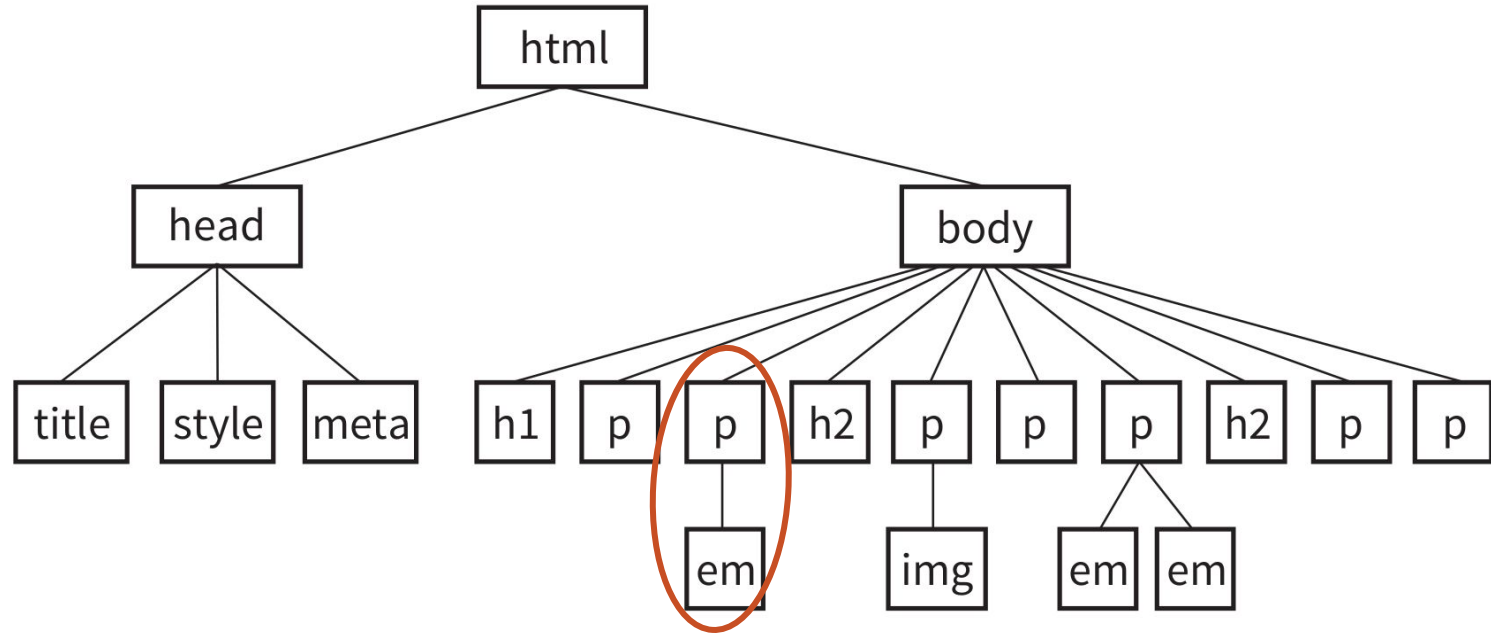 html
head body
title style meta h1 p p h2 p p p h2 p p
em img em em